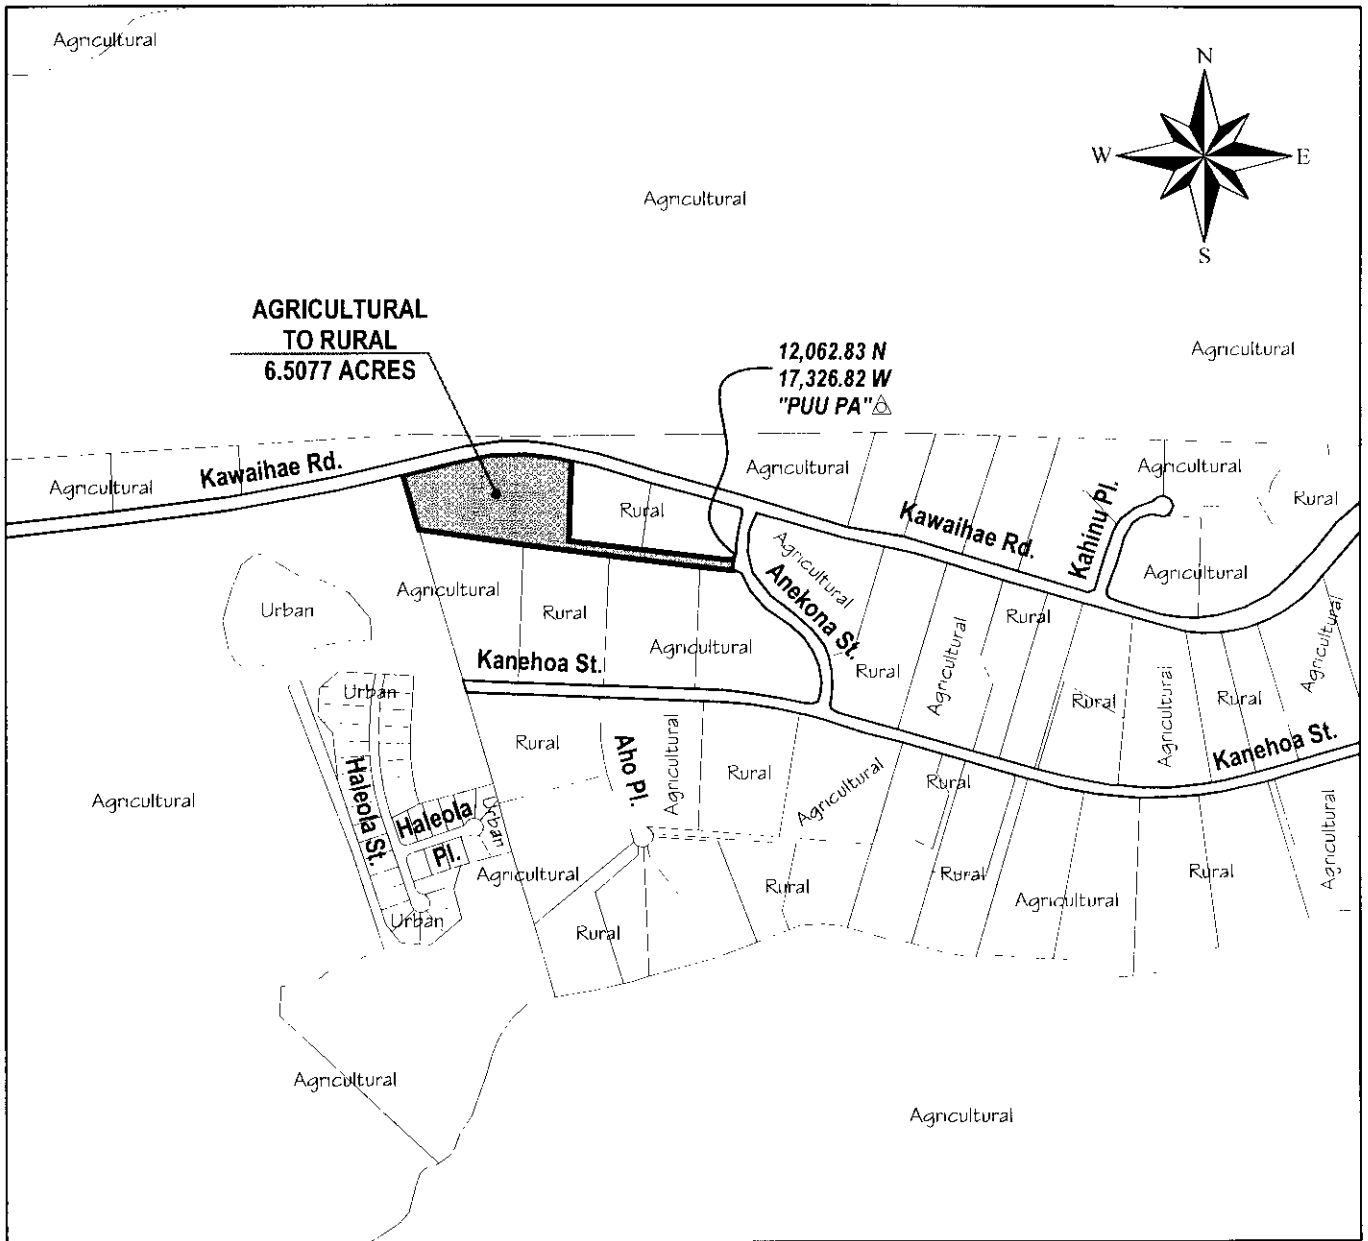 Agricultural
N
W
E
S
Agricultural
AGRICULTURAL
TO RURAL
6.5077 ACRES
12,062.83 N
17,326.82 W
"PUU PA"
Agricultural
Agricultural
Kawaihae Rd.
Rural
Agricultural
Kawaihae Rd.
Kahinu Pl.
Agricultural
Rural
Agricultural
Anekona St.
Agricultural
Urban
Agricultural
Rural
Agricultural
Kanehoa St.
Rural
Agricultural
Rural
Rural
Agricultural
Rural
Agricultural
Kanehoa St.
Urban
Haleola St.
Haleola
Pl.
Urban
Urban
Agricultural
Rural
Aho Pl.
Agricultural
Rural
Agricultural
Rural
Agricultural
Agricultural
Rural
Rural
Rural
Agricultural
Rural
Agricultural
Agricultural